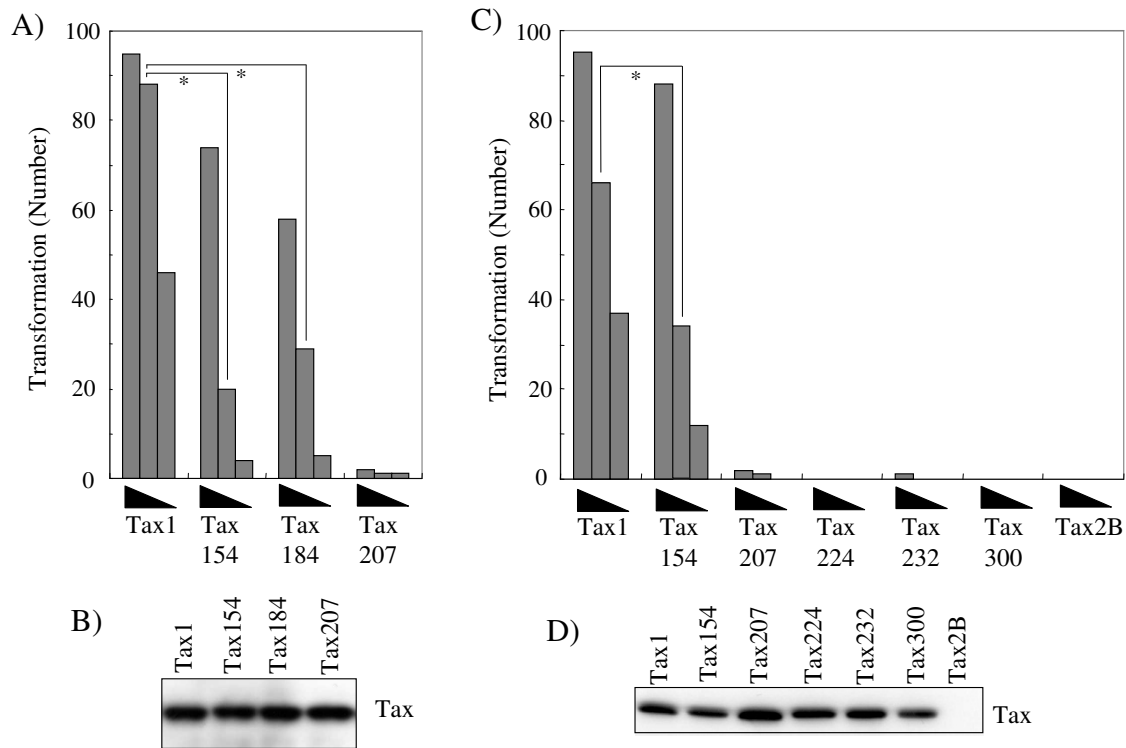 A)
Transformation (Number)
100
80
60
40
20
0
*
*
Tax1
Tax
154
Tax
184
Tax
207
C)
Transformation (Number)
100
80
60
40
20
0
*
Tax1
Tax
154
Tax
207
Tax
224
Tax
232
Tax
300
Tax2B
B)
Tax1
Tax154
Tax184
Tax207
Tax
D)
Tax1
Tax154
Tax207
Tax224
Tax232
Tax300
Tax2B
Tax